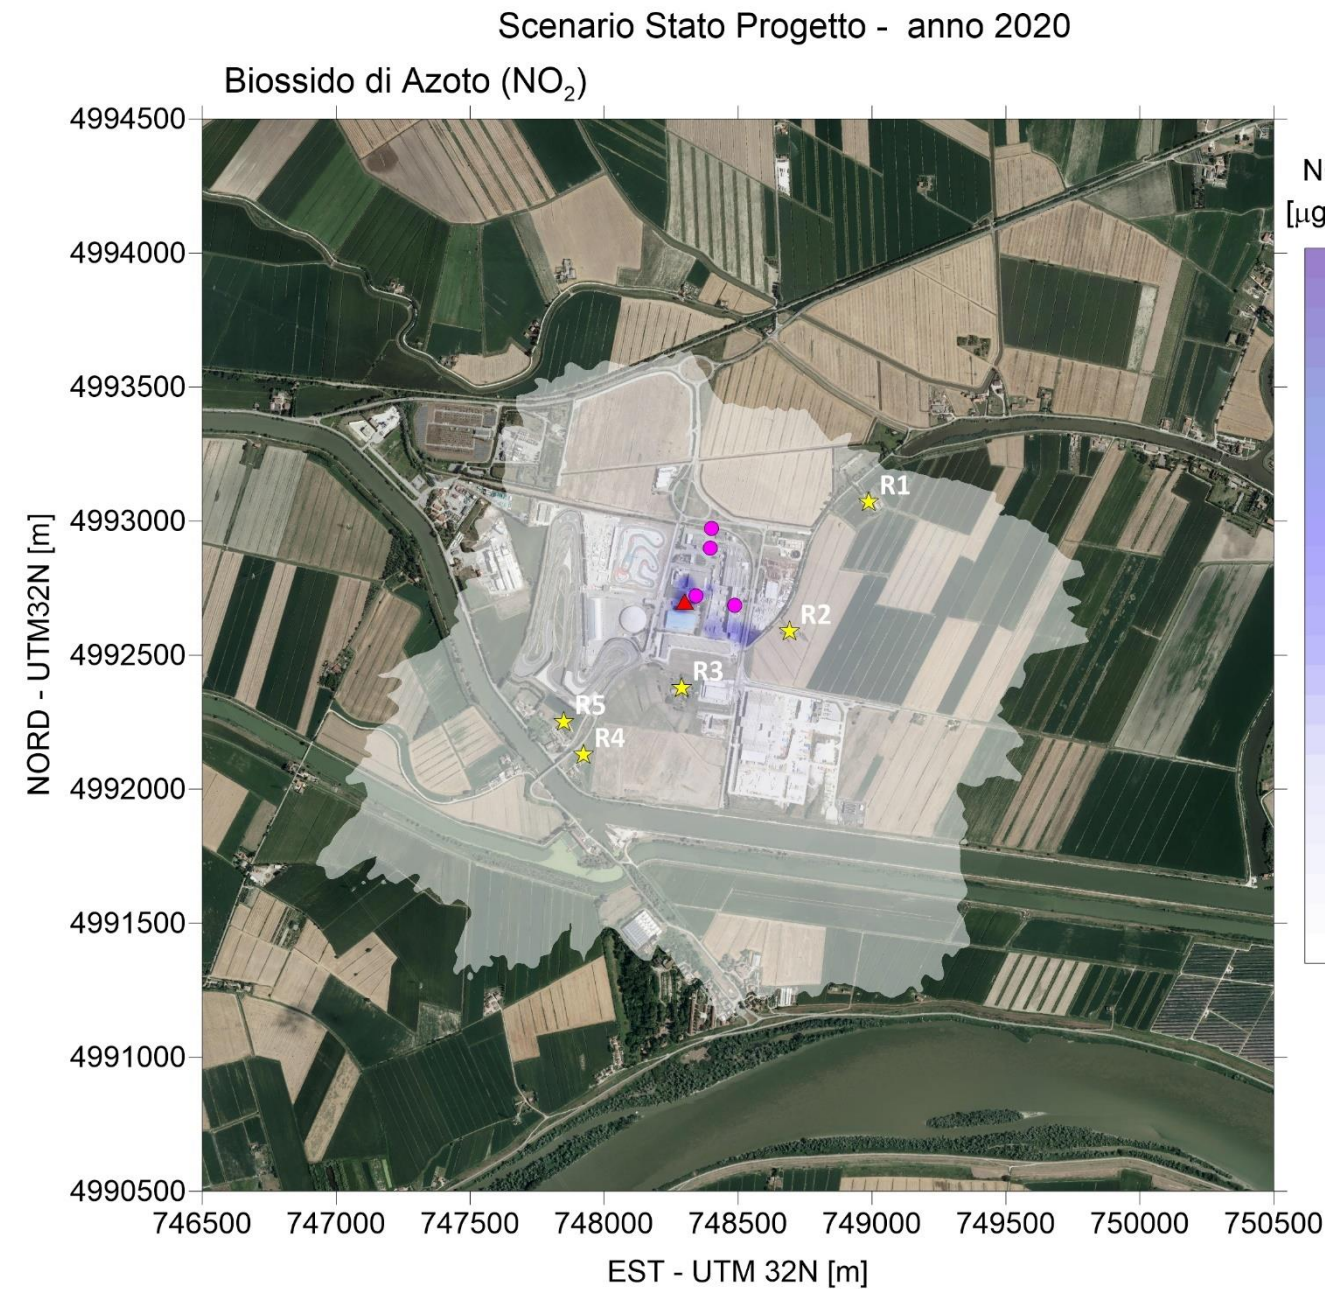 Scenario Stato Progetto - anno 2020
Biossido di Azoto (NO₂)
[μg
4994500
4994000
4993500
4993000
4992500
4992000
4991500
4991000
4990500
NORD - UTM32N [m]
R1
R2
R3
R5
R4
746500 747000 747500 748000 748500 749000 749500 750000 750500
EST - UTM 32N [m]